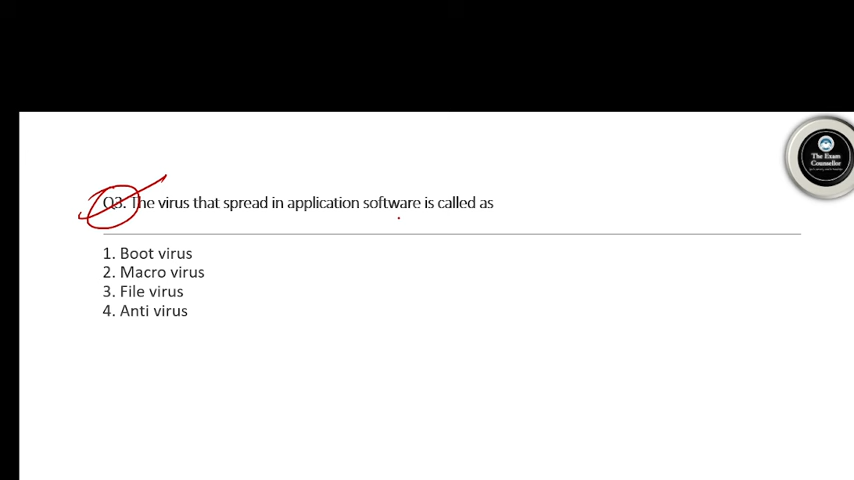 The Exam
Counsellor
Q3. The virus that spread in application software is called as
1. Boot virus
2. Macro virus
3. File virus
4. Anti virus